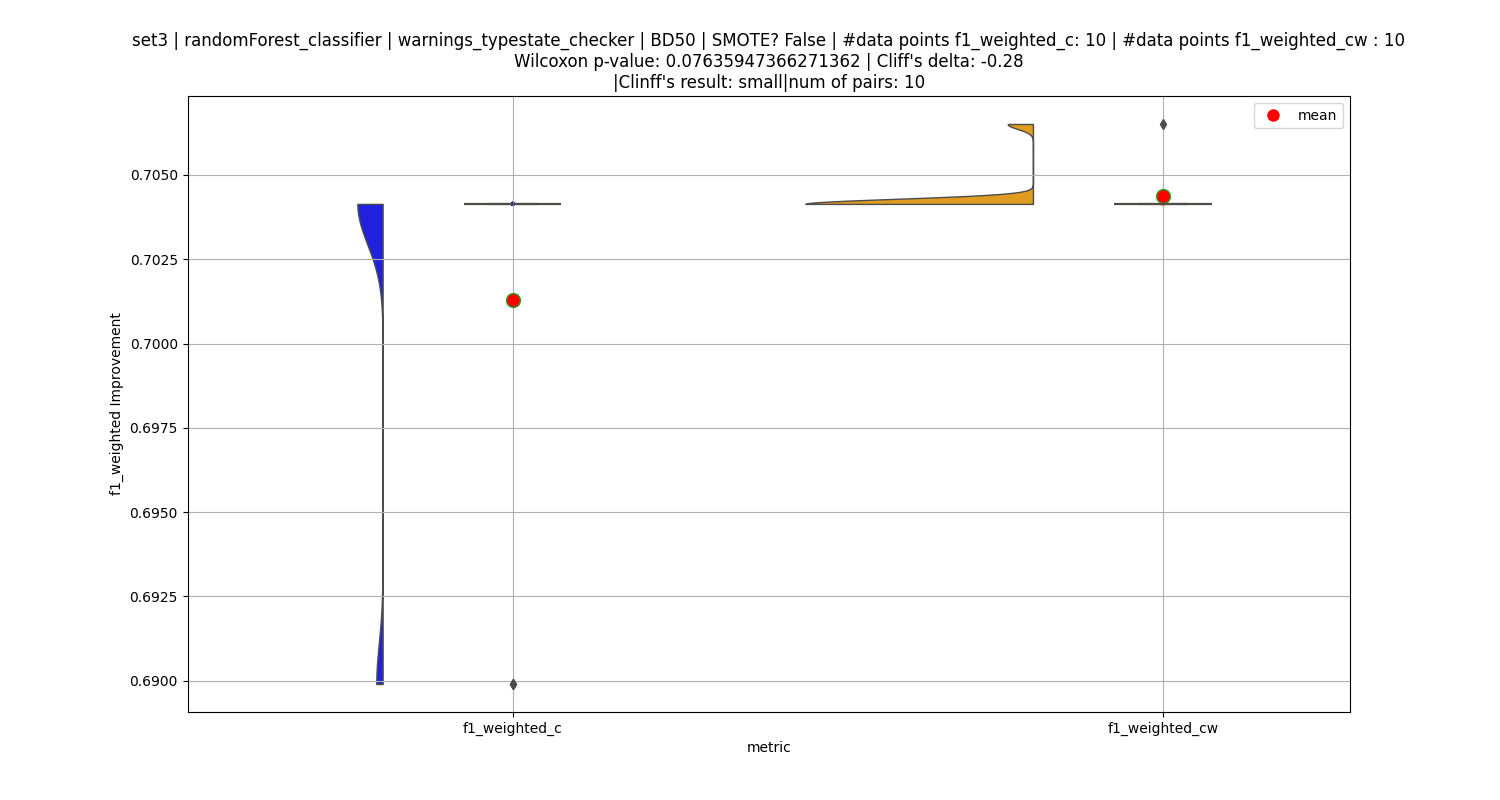 set3 | randomForest_classifier | warnings_typestate_checker | BD50 | SMOTE? False | #data points f1_weighted_c: 10 | #data points f1_weighted_cw : 10
Wilcoxon p-value: 0.07635947366271362 | Cliff's delta: -0.28
|Clinff's result: small|num of pairs: 10
mean
0.7050
0.7025
0.7000
0.6975
0.6950
0.6925
0.6900
f1_weighted Improvement
f1_weighted_c
f1_weighted_cw
metric